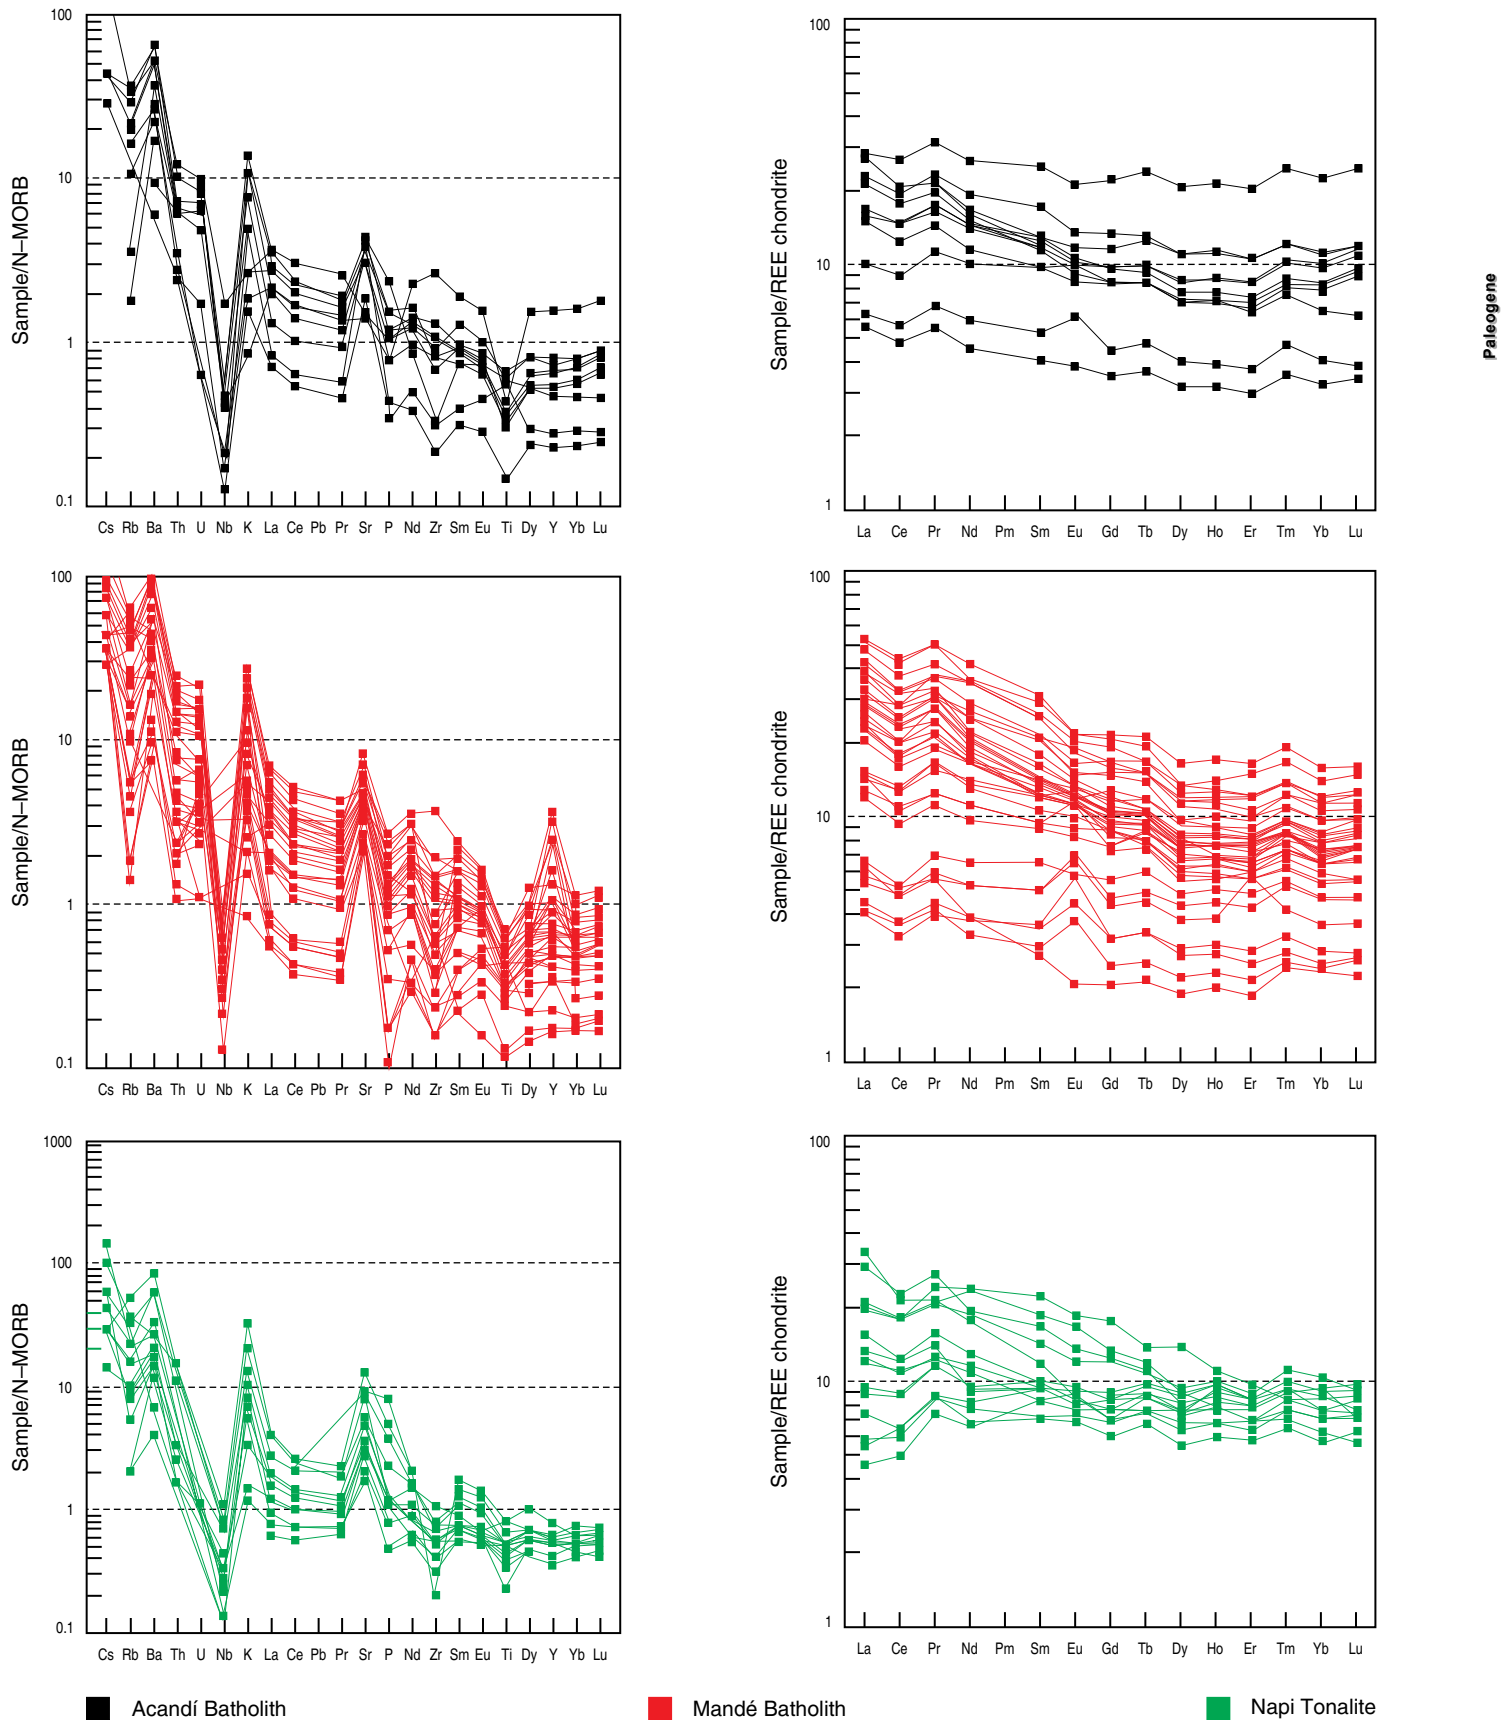 100
10
1
0.1
Sample/N–MORB
Cs Rb Ba Th U Nb K La Ce Pb Pr Sr P Nd Zr Sm Eu Ti Dy Y Yb Lu
100
10
1
Sample/REE chondrite
La Ce Pr Nd Pm Sm Eu Gd Tb Dy Ho Er Tm Yb Lu
Paleogene
100
10
1
0.1
Sample/N–MORB
Cs Rb Ba Th U Nb K La Ce Pb Pr Sr P Nd Zr Sm Eu Ti Dy Y Yb Lu
100
10
1
Sample/REE chondrite
La Ce Pr Nd Pm Sm Eu Gd Tb Dy Ho Er Tm Yb Lu
1000
100
10
1
0.1
Sample/N–MORB
Cs Rb Ba Th U Nb K La Ce Pb Pr Sr P Nd Zr Sm Eu Ti Dy Y Yb Lu
100
10
1
Sample/REE chondrite
La Ce Pr Nd Pm Sm Eu Gd Tb Dy Ho Er Tm Yb Lu
Acandí Batholith
Mandé Batholith
Napi Tonalite